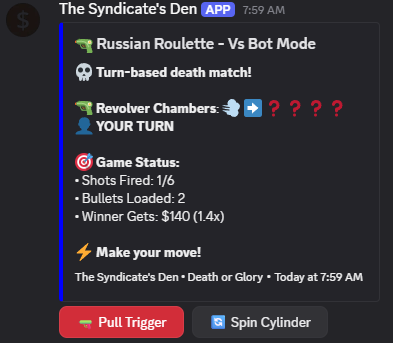 The Syndicate's Den APP 7:59 AM
Russian Roulette - Vs Bot Mode
Turn-based death match!
Revolver Chambers: 💨➡️❓❓❓❓
YOUR TURN
Game Status:
• Shots Fired: 1/6
• Bullets Loaded: 2
• Winner Gets: $140 (1.4x)
⚡ Make your move!
The Syndicate's Den • Death or Glory • Today at 7:59 AM
Pull Trigger
Spin Cylinder